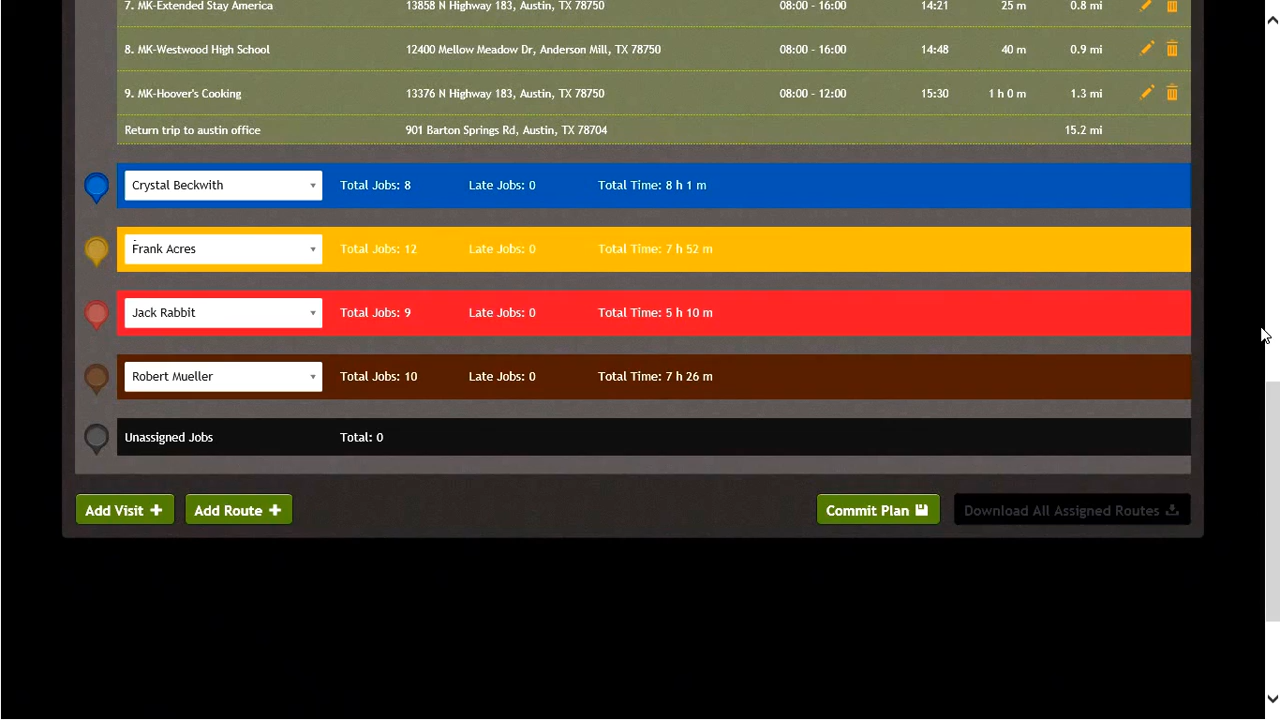 7. MK-Extended Stay America 13858 N Highway 183, Austin, TX 78750 08:00 - 16:00 14:21 25 m 0.8 mi
8. MK-Westwood High School 12400 Mellow Meadow Dr, Anderson Mill, TX 78750 08:00 - 16:00 14:48 40 m 0.9 mi
9. MK-Hoover's Cooking 13376 N Highway 183, Austin, TX 78750 08:00 - 12:00 15:30 1 h 0 m 1.3 mi
Return trip to austin office 901 Barton Springs Rd, Austin, TX 78704 15.2 mi
Crystal Beckwith Total Jobs: 8 Late Jobs: 0 Total Time: 8 h 1 m
Frank Acres Total Jobs: 12 Late Jobs: 0 Total Time: 7 h 52 m
Jack Rabbit Total Jobs: 9 Late Jobs: 0 Total Time: 5 h 10 m
Robert Mueller Total Jobs: 10 Late Jobs: 0 Total Time: 7 h 26 m
Unassigned Jobs Total: 0
Add Visit Add Route Commit Plan Download All Assigned Routes